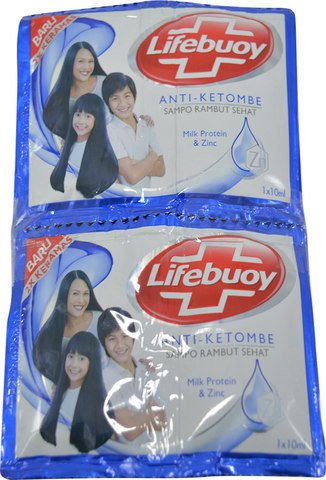 BARU
2X KERAMAS
Lifebuoy
ANTI-KETOMBE
SAMPO RAMBUT SEHAT
Milk Protein
& Zinc
Zn
1x10ml
BARU
2X KERAMAS
Lifebuoy
ANTI-KETOMBE
SAMPO RAMBUT SEHAT
Milk Protein
& Zinc
1x10ml